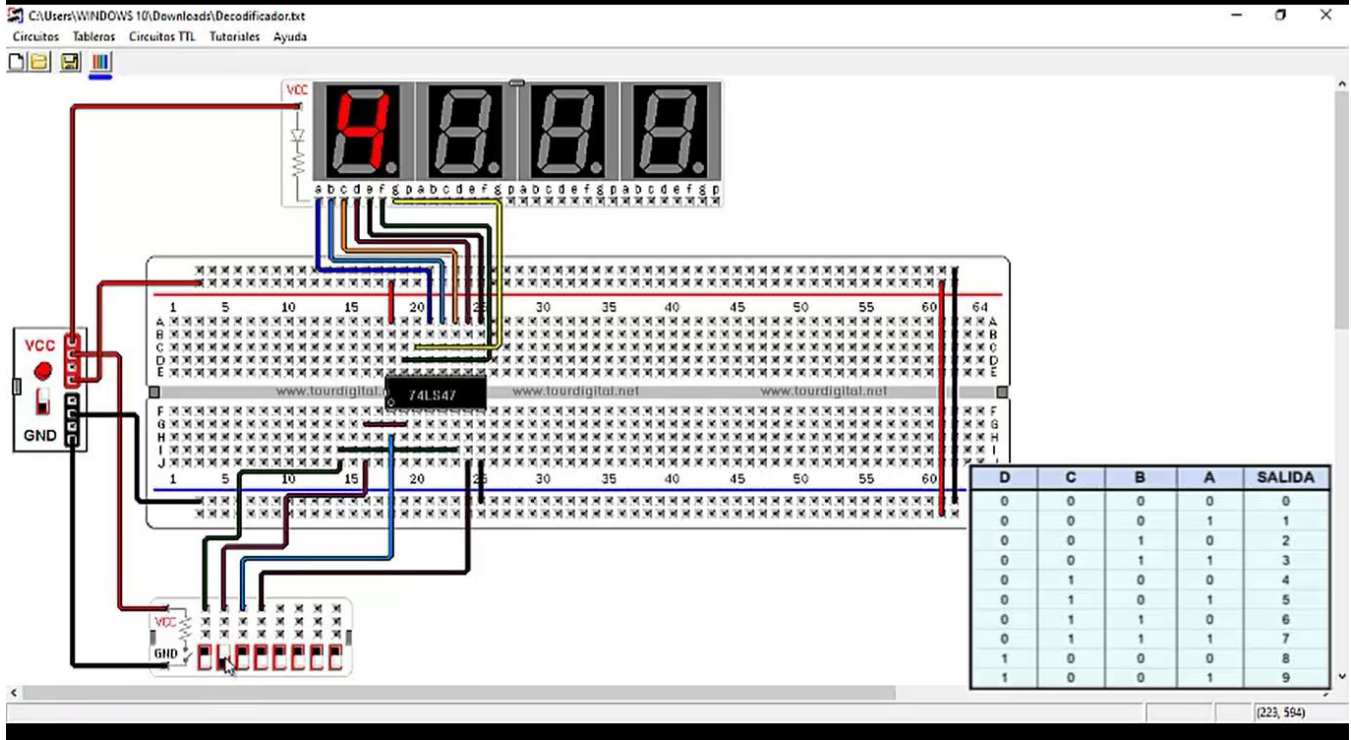 C:\Users\WINDOWS 10\Downloads\Decodificador.txt
Circuitos Tableros Circuitos TTL Tutoriales Ayuda
VCC
a b c d e f g p a b c d e f g p a b c d e f g p a b c d e f g p
1 5 10 15 20 25 30 35 40 45 50 55 60 64
A A
B B
C C
D D
E E
VCC
GND
www.tourdigital. 74LS47 www.tourdigital.net www.tourdigital.net
F F
G G
H H
I I
J
1 5 10 15 20 25 30 35 40 45 50 55 60
D C B A SALIDA
0 0 0 0 0
0 0 0 1 1
0 0 1 0 2
0 0 1 1 3
0 1 0 0 4
0 1 0 1 5
0 1 1 0 6
0 1 1 1 7
1 0 0 0 8
1 0 0 1 9
VCC
GND
(223, 594)